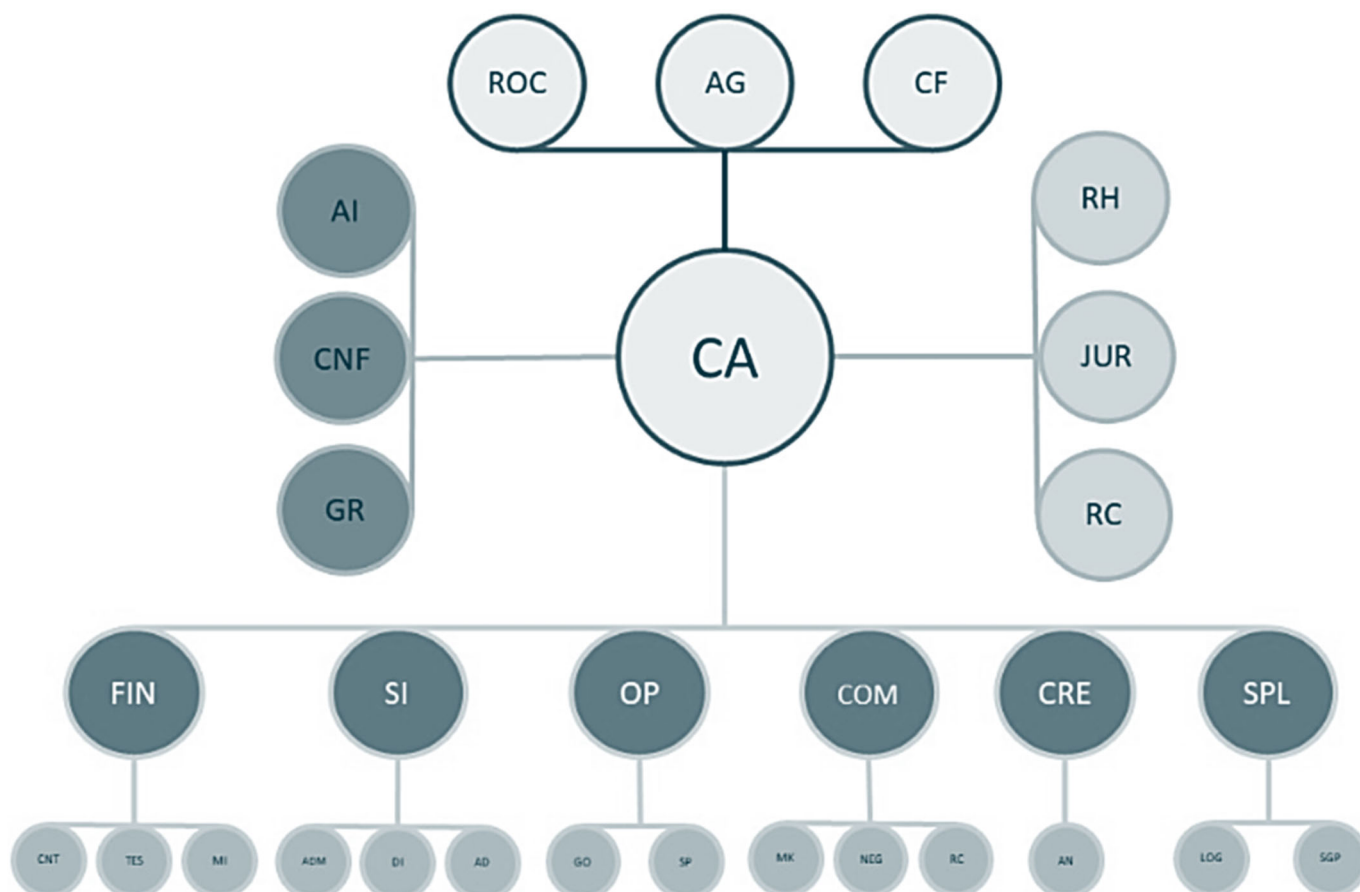 ROC
AG
CF
AI
CNF
GR
CA
RH
JUR
RC
FIN
SI
OP
COM
CRE
SPL
CNT
TES
MI
ADM
DI
AD
GO
SP
MK
NEG
RC
AN
LOG
SGP